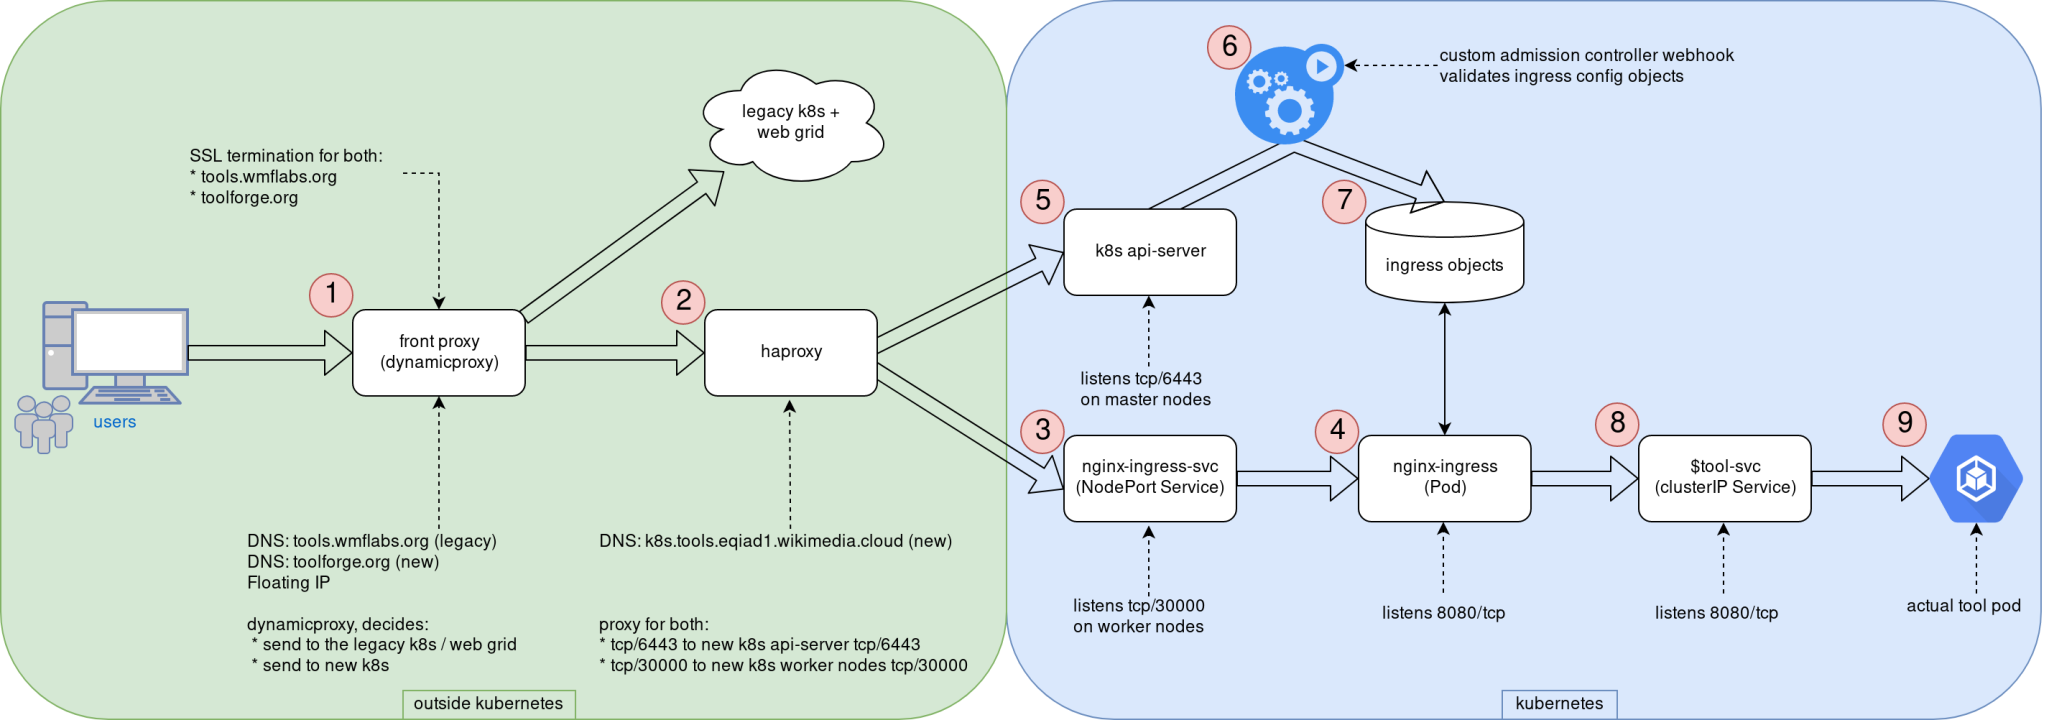 6
custom admission controller webhook
validates ingress config objects
legacy k8s +
web grid
SSL termination for both:
* tools.wmflabs.org
* toolforge.org
5
k8s api-server
7
ingress objects
1
front proxy
(dynamicproxy)
2
haproxy
users
listens tcp/6443
on master nodes
3
nginx-ingress-svc
(NodePort Service)
4
nginx-ingress
(Pod)
8
$tool-svc
(clusterIP Service)
9
DNS: tools.wmflabs.org (legacy)
DNS: toolforge.org (new)
Floating IP
dynamicproxy, decides:
* send to the legacy k8s / web grid
* send to new k8s
DNS: k8s.tools.eqiad1.wikimedia.cloud (new)
proxy for both:
* tcp/6443 to new k8s api-server tcp/6443
* tcp/30000 to new k8s worker nodes tcp/30000
listens tcp/30000
on worker nodes
listens 8080/tcp
listens 8080/tcp
actual tool pod
outside kubernetes
kubernetes